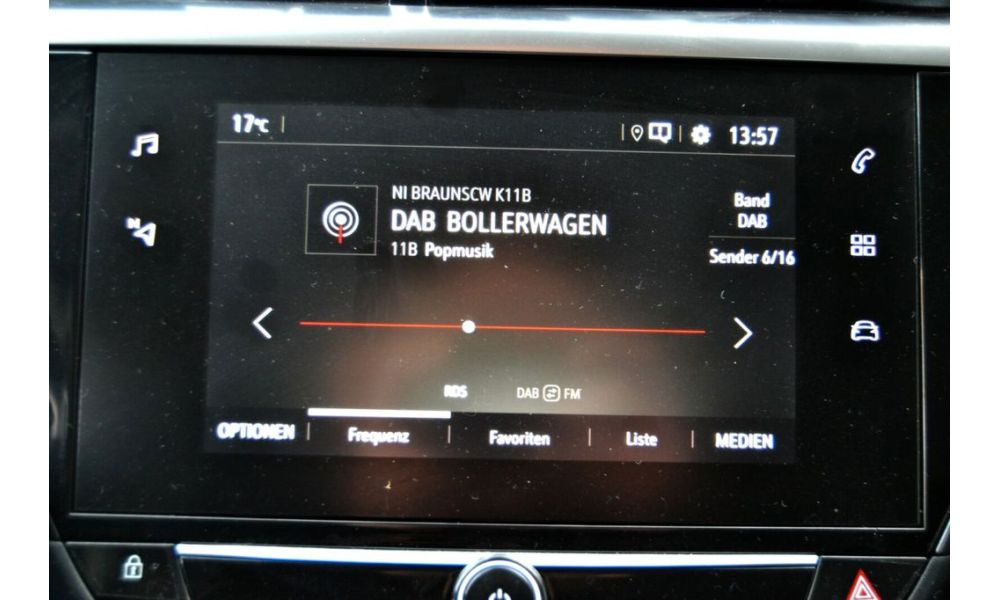 17°C
13:57
NI BRAUNSCW K11B
DAB BOLLERWAGEN
11B Popmusik
Band
DAB
Sender 6/16
N
RDS
DAB FM
OPTIONEN
Frequenz
Favoriten
Liste
MEDIEN